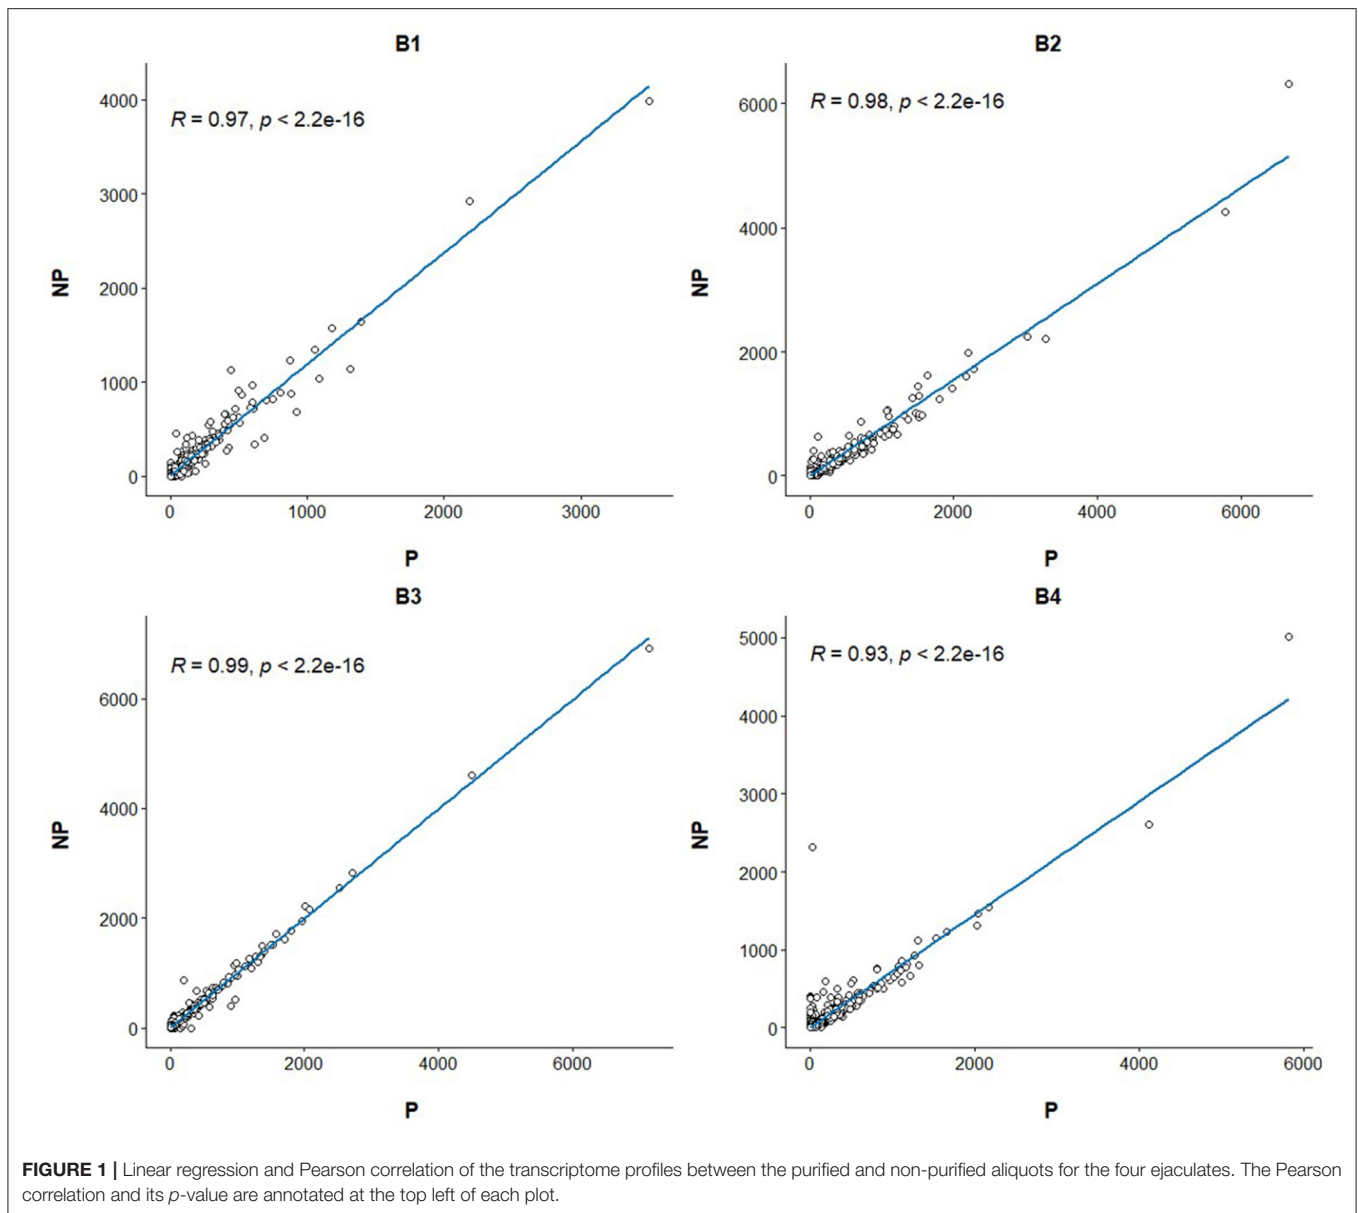 B1
R = 0.97, p < 2.2e-16
4000
3000
2000
1000
0
NP
0 1000 2000 3000
P
B2
R = 0.98, p < 2.2e-16
6000
4000
2000
0
NP
0 2000 4000 6000
P
B3
R = 0.99, p < 2.2e-16
6000
4000
2000
0
NP
0 2000 4000 6000
P
B4
R = 0.93, p < 2.2e-16
5000
4000
3000
2000
1000
0
NP
0 2000 4000 6000
P
FIGURE 1 | Linear regression and Pearson correlation of the transcriptome profiles between the purified and non-purified aliquots for the four ejaculates. The Pearson
correlation and its p-value are annotated at the top left of each plot.